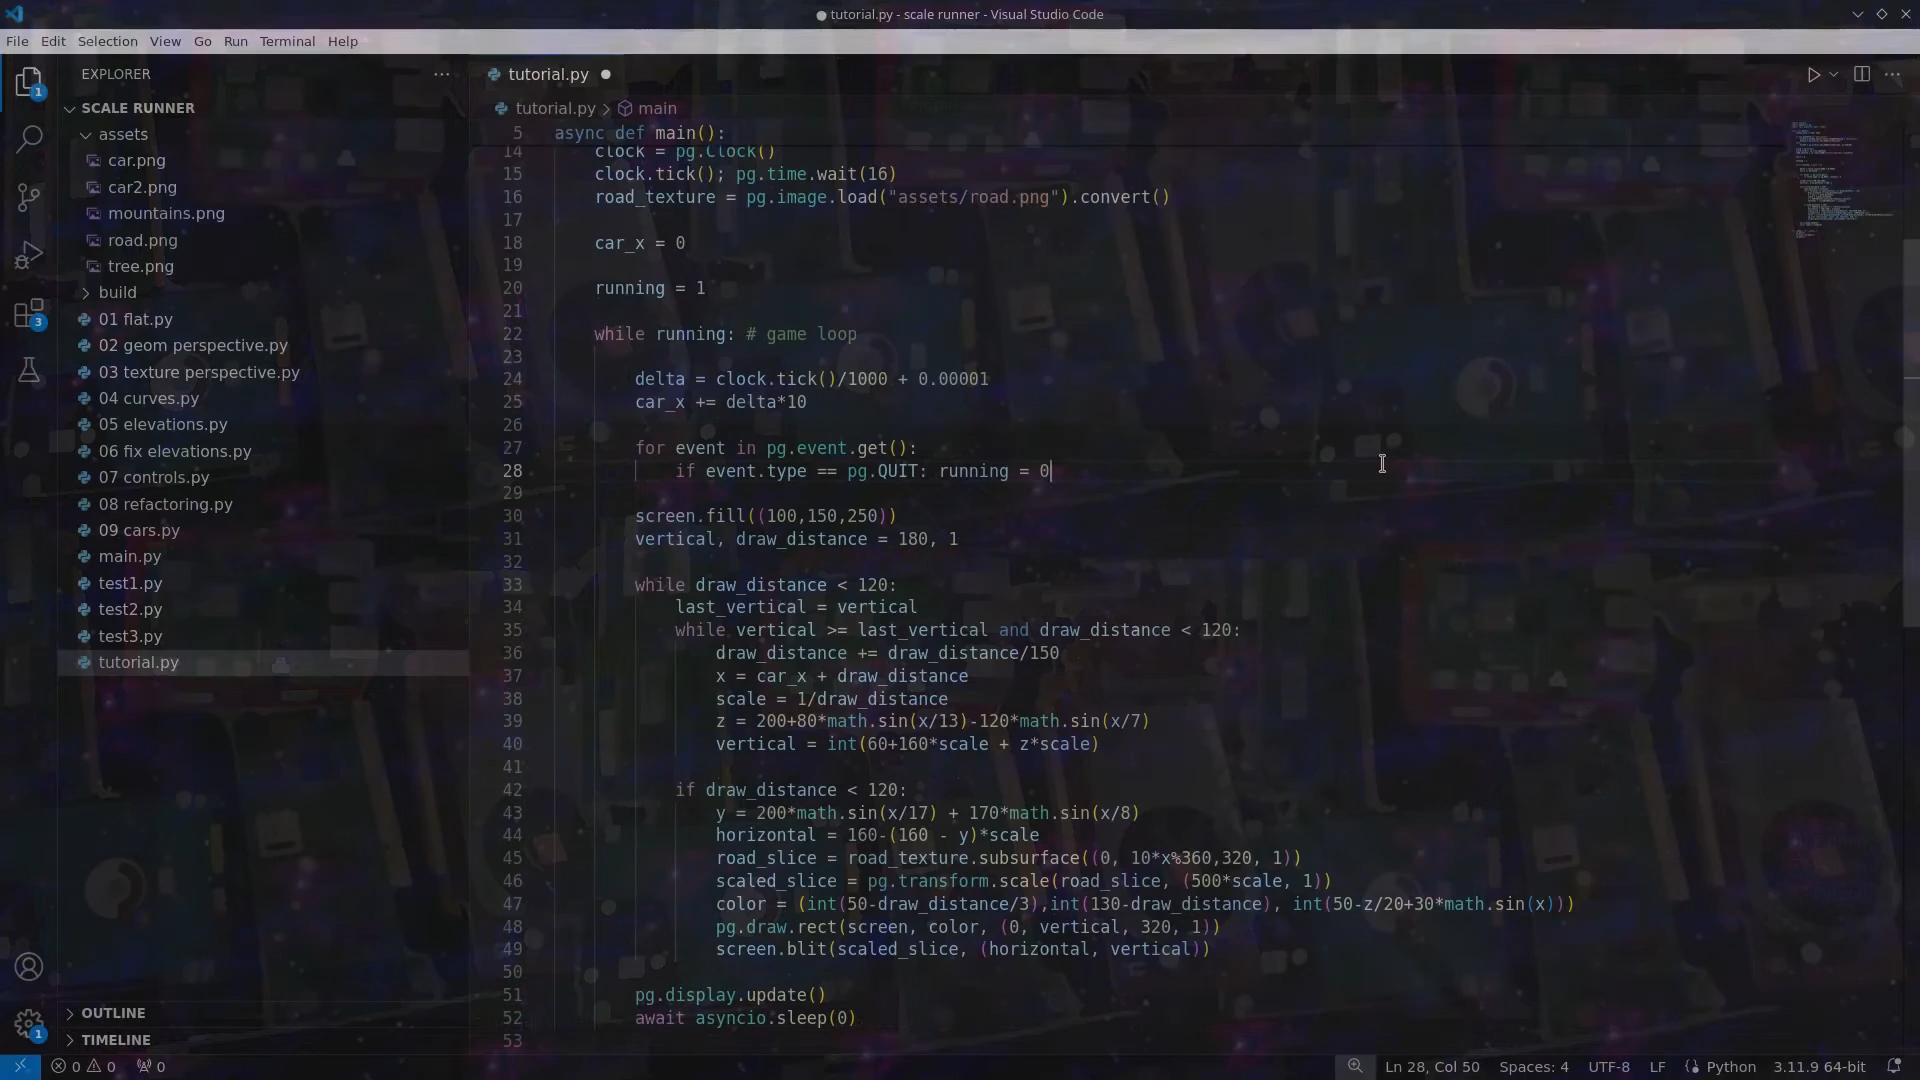 tutorial.py - scale runner - Visual Studio Code
File Edit Selection View Go Run Terminal Help
EXPLORER
SCALE RUNNER
assets
car.png
car2.png
mountains.png
road.png
tree.png
build
01 flat.py
02 geom perspective.py
03 texture perspective.py
04 curves.py
05 elevations.py
06 fix elevations.py
07 controls.py
08 refactoring.py
09 cars.py
main.py
test1.py
test2.py
test3.py
tutorial.py
OUTLINE
TIMELINE
1
3
1
tutorial.py
tutorial.py > main
5 async def main():
14 clock = pg.Clock()
15 clock.tick(); pg.time.wait(16)
16 road_texture = pg.image.load("assets/road.png").convert()
17
18 car_x = 0
19
20 running = 1
21
22 while running: # game loop
23
24 delta = clock.tick()/1000 + 0.00001
25 car_x += delta*10
26
27 for event in pg.event.get():
28 if event.type == pg.QUIT: running = 0
29
30 screen.fill((100,150,250))
31 vertical, draw_distance = 180, 1
32
33 while draw_distance < 120:
34 last_vertical = vertical
35 while vertical >= last_vertical and draw_distance < 120:
36 draw_distance += draw_distance/150
37 x = car_x + draw_distance
38 scale = 1/draw_distance
39 z = 200+80*math.sin(x/13)-120*math.sin(x/7)
40 vertical = int(60+160*scale + z*scale)
41
42 if draw_distance < 120:
43 y = 200*math.sin(x/17) + 170*math.sin(x/8)
44 horizontal = 160-(160 - y)*scale
45 road_slice = road_texture.subsurface((0, 10*x%360,320, 1))
46 scaled_slice = pg.transform.scale(road_slice, (500*scale, 1))
47 color = (int(50-draw_distance/3),int(130-draw_distance), int(50-z/20+30*math.sin(x)))
48 pg.draw.rect(screen, color, (0, vertical, 320, 1))
49 screen.blit(scaled_slice, (horizontal, vertical))
50
51 pg.display.update()
52 await asyncio.sleep(0)
53
0 0 0 Ln 28, Col 50 Spaces: 4 UTF-8 LF Python 3.11.9 64-bit